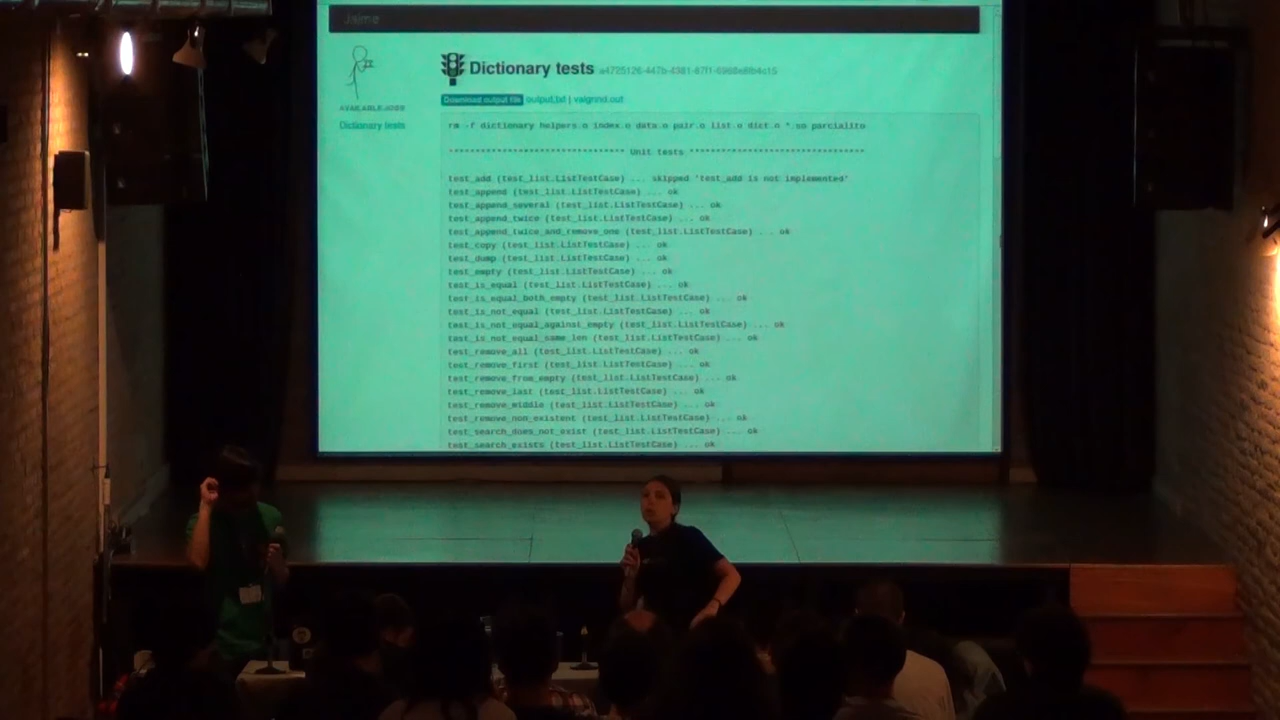 Jaime
Dictionary tests
AVAILABLE JOBS
Dictionary tests
Download output file output.txt | valgrind.out
rm -f dictionary helpers.o index.o data.o pair.o list.o dict.o *.so parcialito
******************************** Unit tests ********************************
test_add (test_list.ListTestCase) ... skipped 'test_add is not implemented'
test_append (test_list.ListTestCase) ... ok
test_append_several (test_list.ListTestCase) ... ok
test_append_twice (test_list.ListTestCase) ... ok
test_append_twice_and_remove_one (test_list.ListTestCase) ... ok
test_copy (test_list.ListTestCase) ... ok
test_dump (test_list.ListTestCase) ... ok
test_empty (test_list.ListTestCase) ... ok
test_is_equal (test_list.ListTestCase) ... ok
test_is_equal_both_empty (test_list.ListTestCase) ... ok
test_is_not_equal (test_list.ListTestCase) ... ok
test_is_not_equal_against_empty (test_list.ListTestCase) ... ok
test_is_not_equal_same_len (test_list.ListTestCase) ... ok
test_remove_all (test_list.ListTestCase) ... ok
test_remove_first (test_list.ListTestCase) ... ok
test_remove_from_empty (test_list.ListTestCase) ... ok
test_remove_last (test_list.ListTestCase) ... ok
test_remove_middle (test_list.ListTestCase) ... ok
test_remove_non_existent (test_list.ListTestCase) ... ok
test_search_does_not_exist (test_list.ListTestCase) ... ok
test_search_exists (test_list.ListTestCase) ... ok